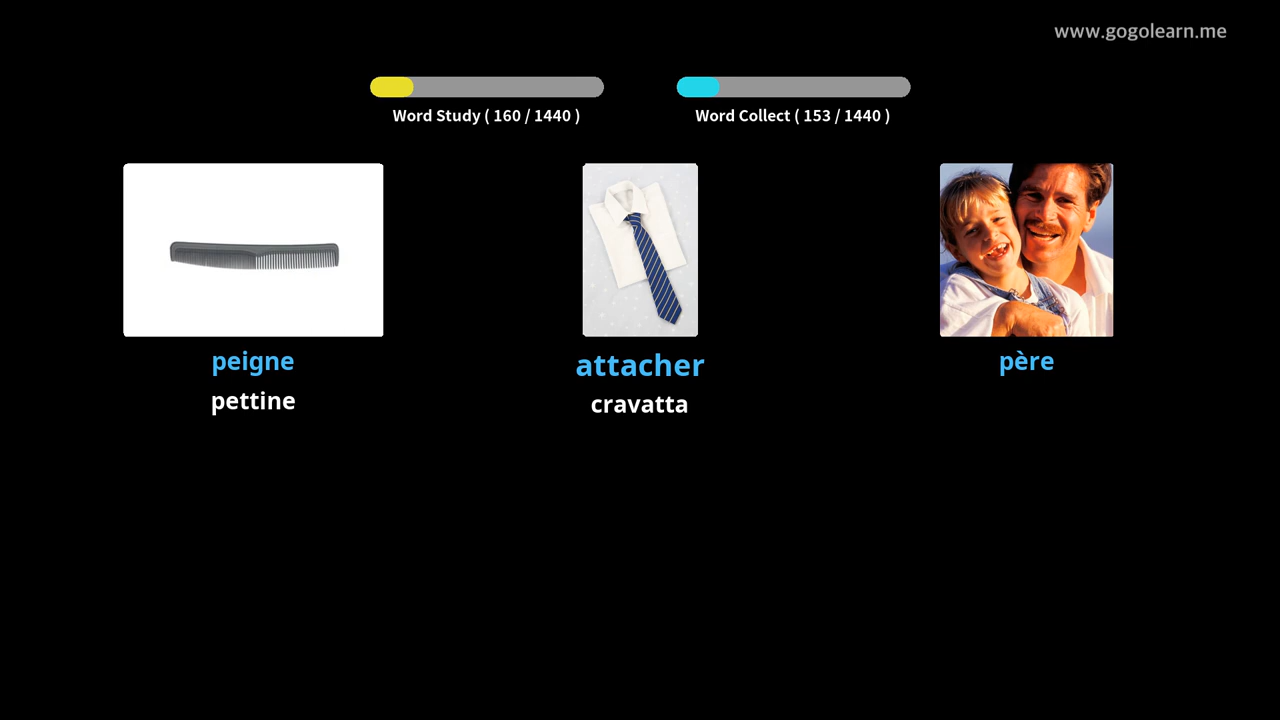 www.gogolearn.me
Word Study ( 160 / 1440 )
Word Collect ( 153 / 1440 )
peigne
pettine
attacher
cravatta
père